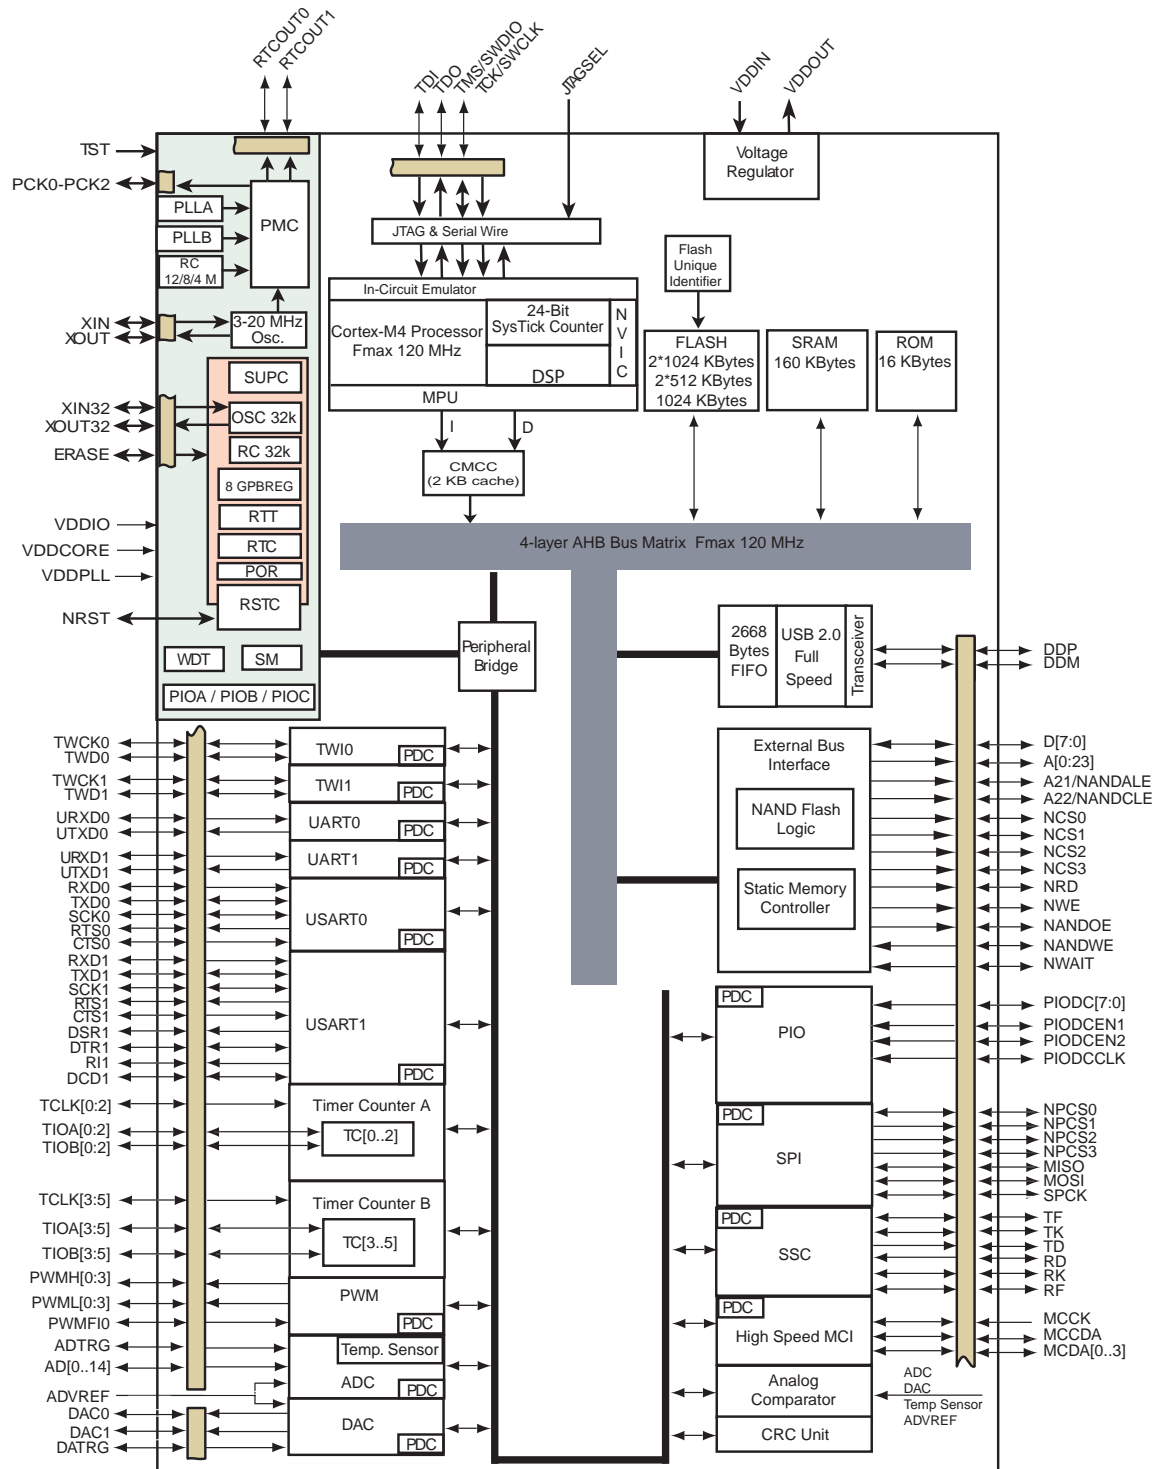 RTCOUT0
RTCOUT1
TDI
TDO
TMS/SWDIO
TCK/SWCLK
JTAGSEL
VDDIN
VDDOUT
TST
PCK0-PCK2
PLLA
PLLB
RC
12/8/4 M
PMC
XIN
XOUT
3-20 MHz
Osc.
SUPC
XIN32
XOUT32
OSC 32k
ERASE
RC 32k
8 GPBREG
RTT
VDDIO
RTC
VDDCORE
POR
VDDPLL
RSTC
NRST
WDT
SM
PIOA / PIOB / PIOC
JTAG & Serial Wire
In-Circuit Emulator
Cortex-M4 Processor
Fmax 120 MHz
24-Bit
SysTick Counter
DSP
N
V
I
C
MPU
I
D
CMCC
(2 KB cache)
Voltage
Regulator
Flash
Unique
Identifier
FLASH
2*1024 KBytes
2*512 KBytes
1024 KBytes
SRAM
160 KBytes
ROM
16 KBytes
4-layer AHB Bus Matrix  Fmax 120 MHz
Peripheral
Bridge
2668
Bytes
FIFO
USB 2.0
Full
Speed
Transceiver
DDP
DDM
TWCK0
TWD0
TWI0
PDC
TWCK1
TWD1
TWI1
PDC
URXD0
UTXD0
UART0
PDC
URXD1
UTXD1
UART1
PDC
RXD0
TXD0
SCK0
RTS0
CTS0
USART0
PDC
RXD1
TXD1
SCK1
RTS1
CTS1
DSR1
DTR1
RI1
DCD1
USART1
PDC
TCLK[0:2]
TIOA[0:2]
TIOB[0:2]
Timer Counter A
TC[0..2]
TCLK[3:5]
TIOA[3:5]
TIOB[3:5]
Timer Counter B
TC[3..5]
PWMH[0:3]
PWML[0:3]
PWMFI0
PWM
PDC
ADTRG
AD[0..14]
ADVREF
Temp. Sensor
ADC
PDC
DAC0
DAC1
DATRG
DAC
PDC
External Bus
Interface
NAND Flash
Logic
Static Memory
Controller
D[7:0]
A[0:23]
A21/NANDALE
A22/NANDCLE
NCS0
NCS1
NCS2
NCS3
NRD
NWE
NANDOE
NANDWE
NWAIT
PDC
PIO
PIODC[7:0]
PIODCEN1
PIODCEN2
PIODCCLK
PDC
SPI
NPCS0
NPCS1
NPCS2
NPCS3
MISO
MOSI
SPCK
PDC
SSC
TF
TK
TD
RD
RK
RF
PDC
High Speed MCI
MCCK
MCCDA
MCDA[0..3]
Analog
Comparator
ADC
DAC
Temp Sensor
ADVREF
CRC Unit